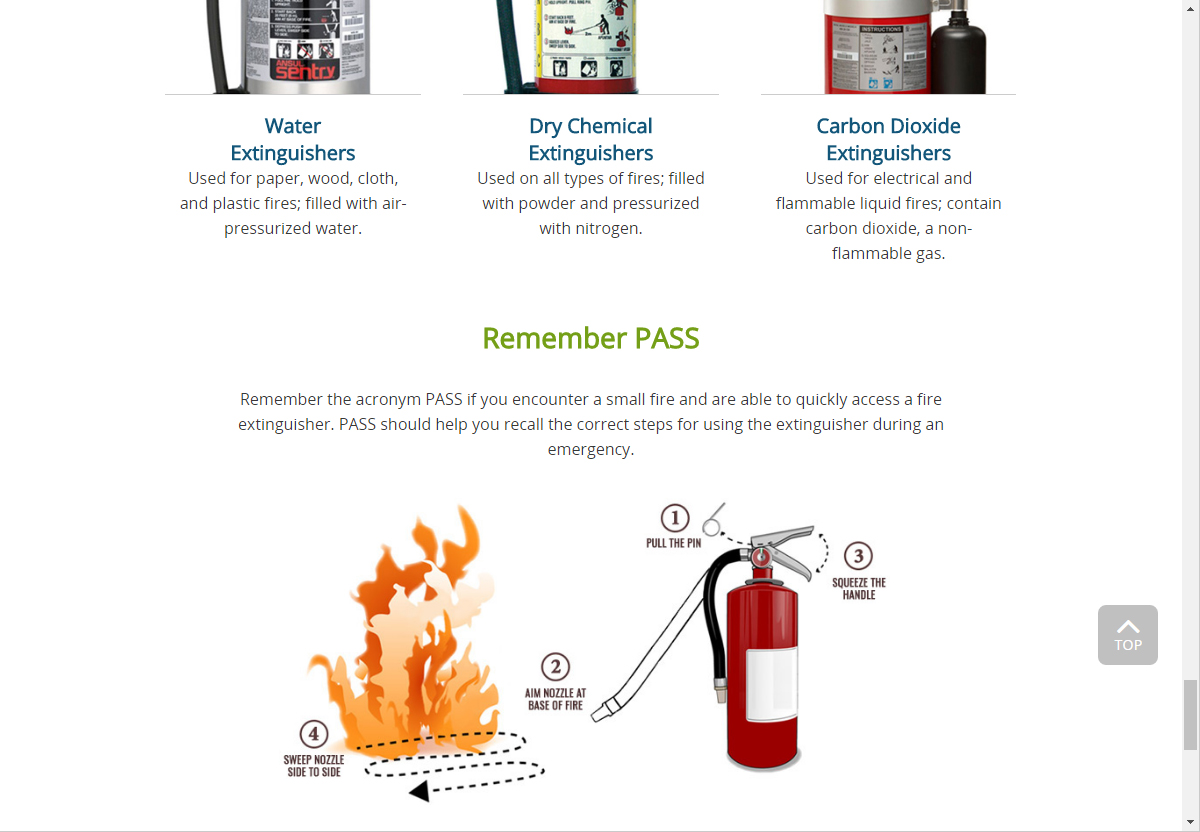 ANSUL
sentry
INSTRUCTIONS
Water
Extinguishers
Used for paper, wood, cloth,
and plastic fires; filled with air-
pressurized water.
Dry Chemical
Extinguishers
Used on all types of fires; filled
with powder and pressurized
with nitrogen.
Carbon Dioxide
Extinguishers
Used for electrical and
flammable liquid fires; contain
carbon dioxide, a non-
flammable gas.
Remember PASS
Remember the acronym PASS if you encounter a small fire and are able to quickly access a fire
extinguisher. PASS should help you recall the correct steps for using the extinguisher during an
emergency.
1
PULL THE PIN
3
SQUEEZE THE
HANDLE
2
AIM NOZZLE AT
BASE OF FIRE
4
SWEEP NOZZLE
SIDE TO SIDE
TOP